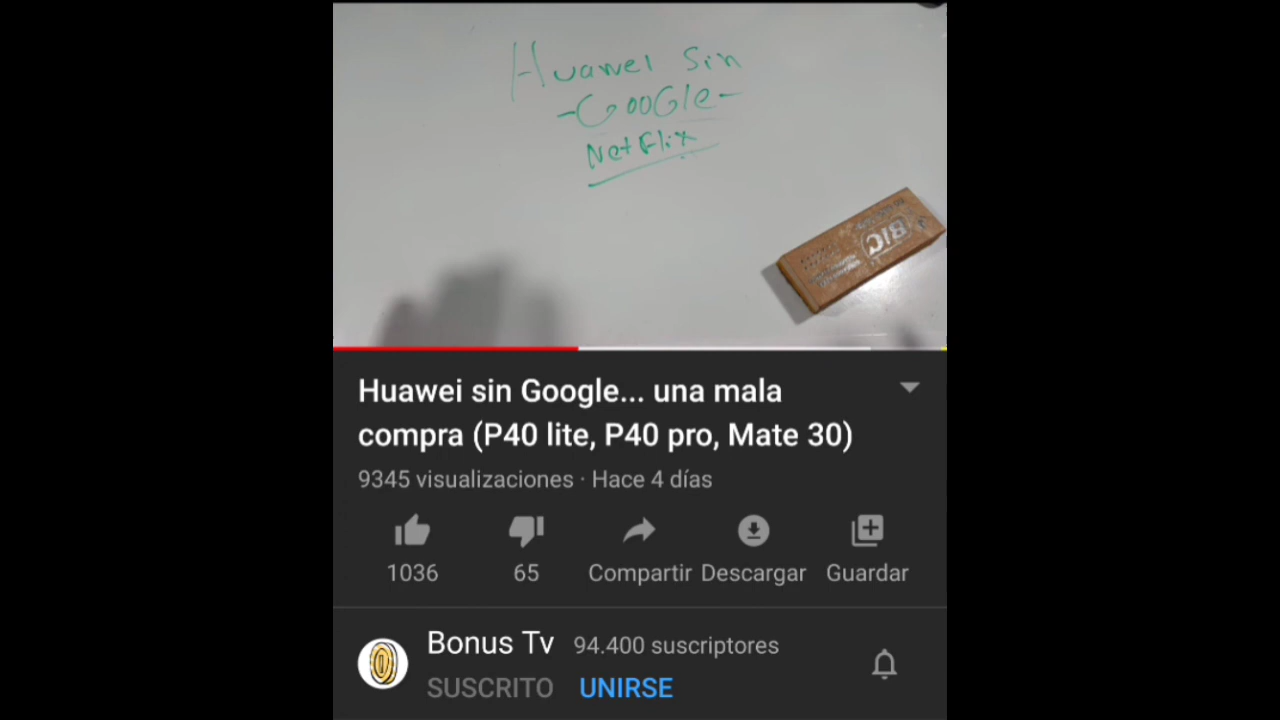 Huawei Sin
-GooGle-
NetFlix
BIC
Huawei sin Google... una mala
compra (P40 lite, P40 pro, Mate 30)
9345 visualizaciones · Hace 4 días
1036 65 Compartir Descargar Guardar
Bonus Tv 94.400 suscriptores
SUSCRITO UNIRSE